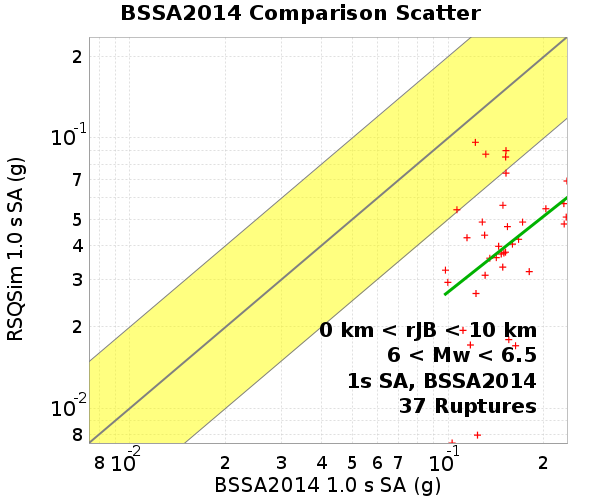 BSSA2014 Comparison Scatter
RSQSim 1.0 s SA (g)
2
10-1
7
5
4
3
2
10-2
8
0 km < rJB < 10 km
6 < Mw < 6.5
1s SA, BSSA2014
37 Ruptures
8 10-2 2 3 4 5 6 7 10-1 2
BSSA2014 1.0 s SA (g)